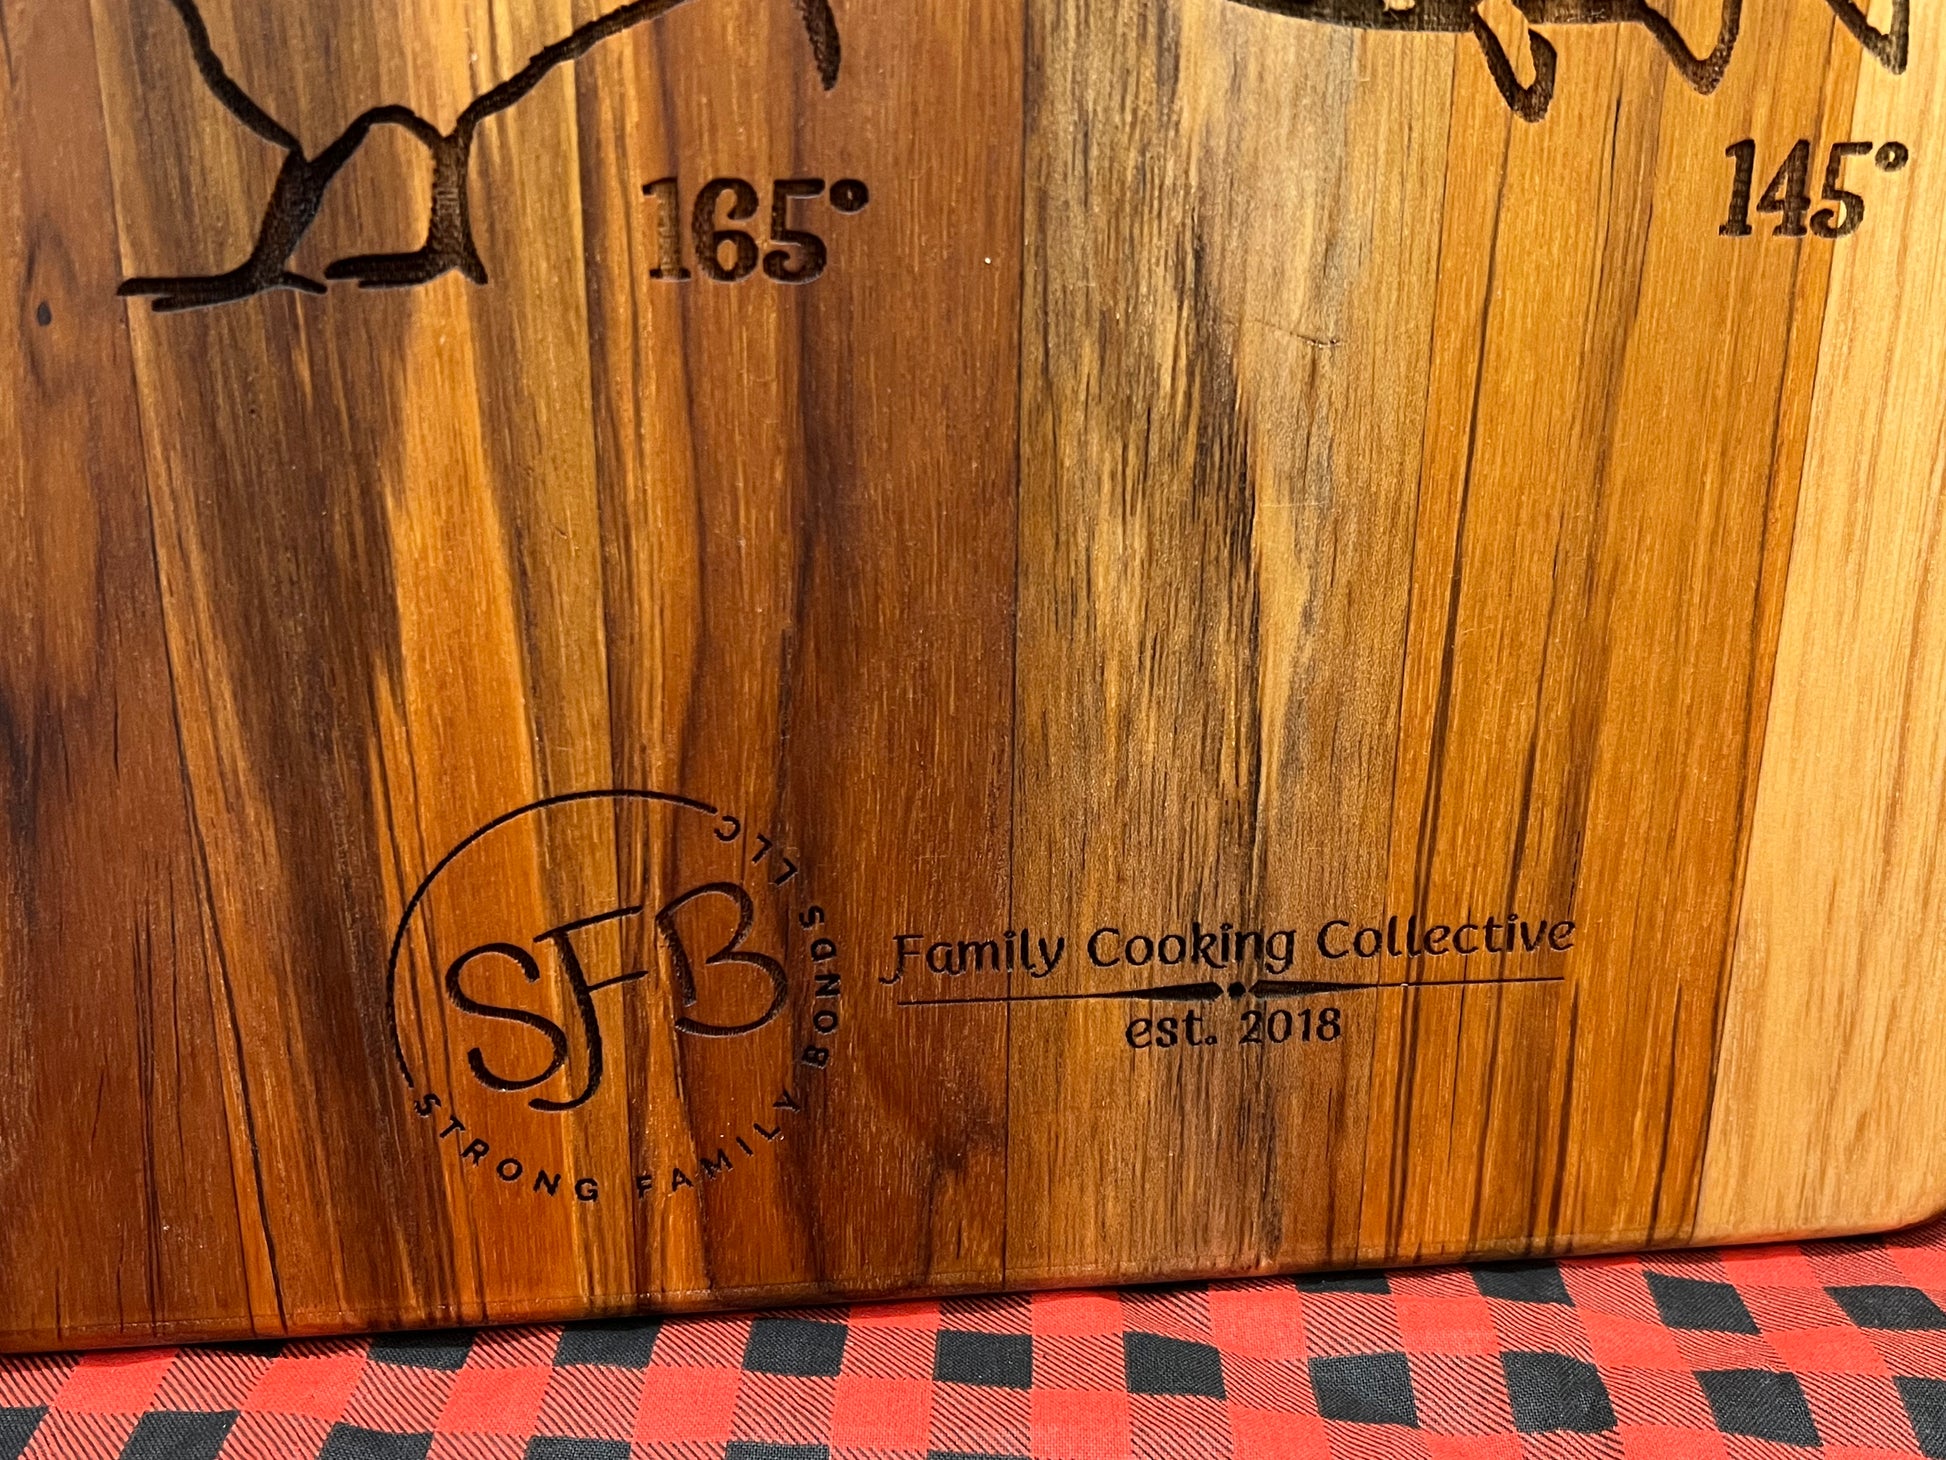 165°
145°
SFB
STRONG FAMILY BONDS LLC
Family Cooking Collective
est. 2018